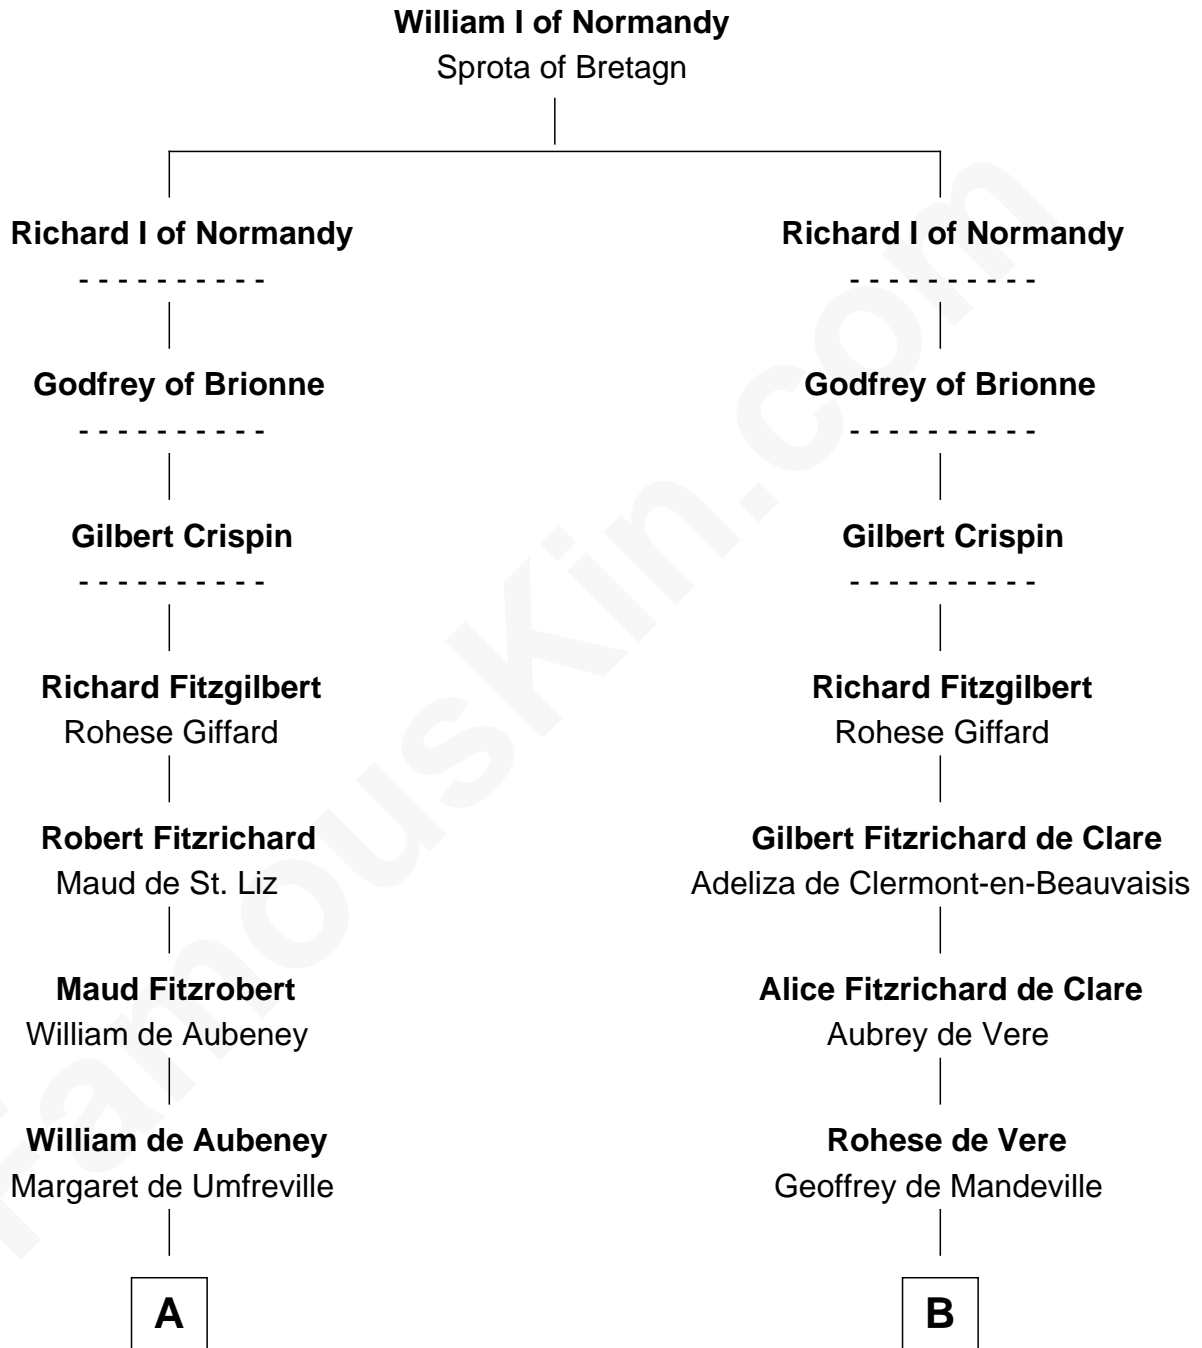 William I of Normandy
Sprota of Bretagn
Richard I of Normandy
- - - - - - - - - -
Godfrey of Brionne
- - - - - - - - - -
Gilbert Crispin
- - - - - - - - - -
Richard Fitzgilbert
Rohese Giffard
Robert Fitzrichard
Maud de St. Liz
Maud Fitzrobert
William de Aubeney
William de Aubeney
Margaret de Umfreville
A
Richard I of Normandy
- - - - - - - - - -
Godfrey of Brionne
- - - - - - - - - -
Gilbert Crispin
- - - - - - - - - -
Richard Fitzgilbert
Rohese Giffard
Gilbert Fitzrichard de Clare
Adeliza de Clermont-en-Beauvaisis
Alice Fitzrichard de Clare
Aubrey de Vere
Rohese de Vere
Geoffrey de Mandeville
B
FamousKin.com